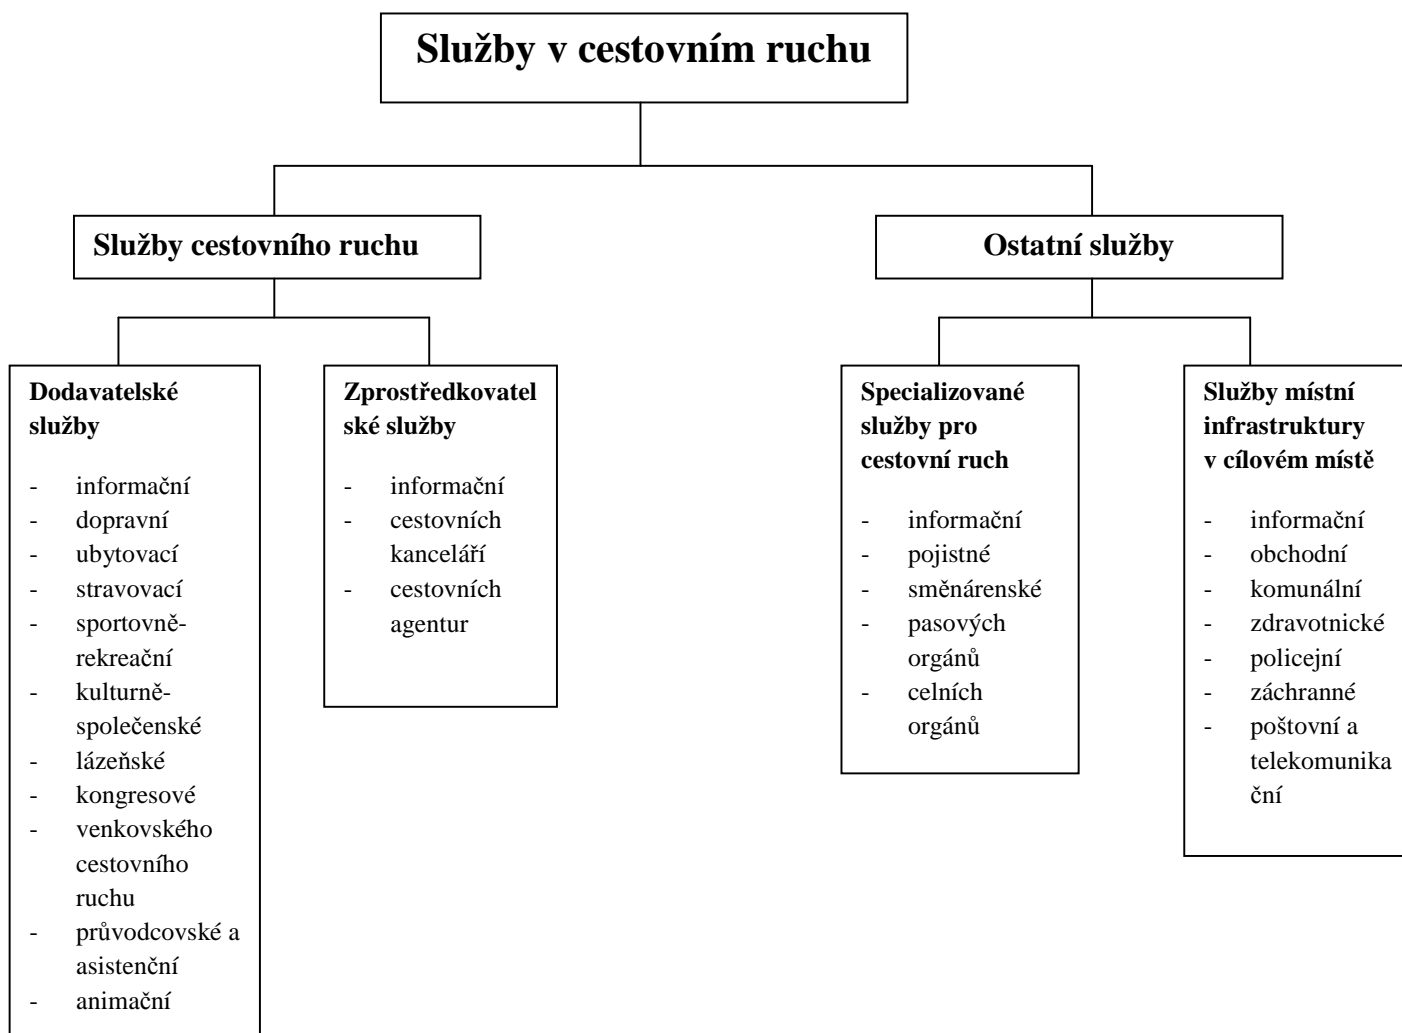 Služby v cestovním ruchu
Služby cestovního ruchu
Ostatní služby
Dodavatelské
služby
- informační
- dopravní
- ubytovací
- stravovací
- sportovně-
rekreační
- kulturně-
společenské
- lázeňské
- kongresové
- venkovského
cestovního
ruchu
- průvodcovské a
asistenční
- animační
Zprostředkovatel
ské služby
- informační
- cestovních
kanceláří
- cestovních
agentur
Specializované
služby pro
cestovní ruch
- informační
- pojistné
- směnárenské
- pasových
orgánů
- celních
orgánů
Služby místní
infrastruktury
v cílovém místě
- informační
- obchodní
- komunální
- zdravotnické
- policejní
- záchranné
- poštovní a
telekomunika
ční